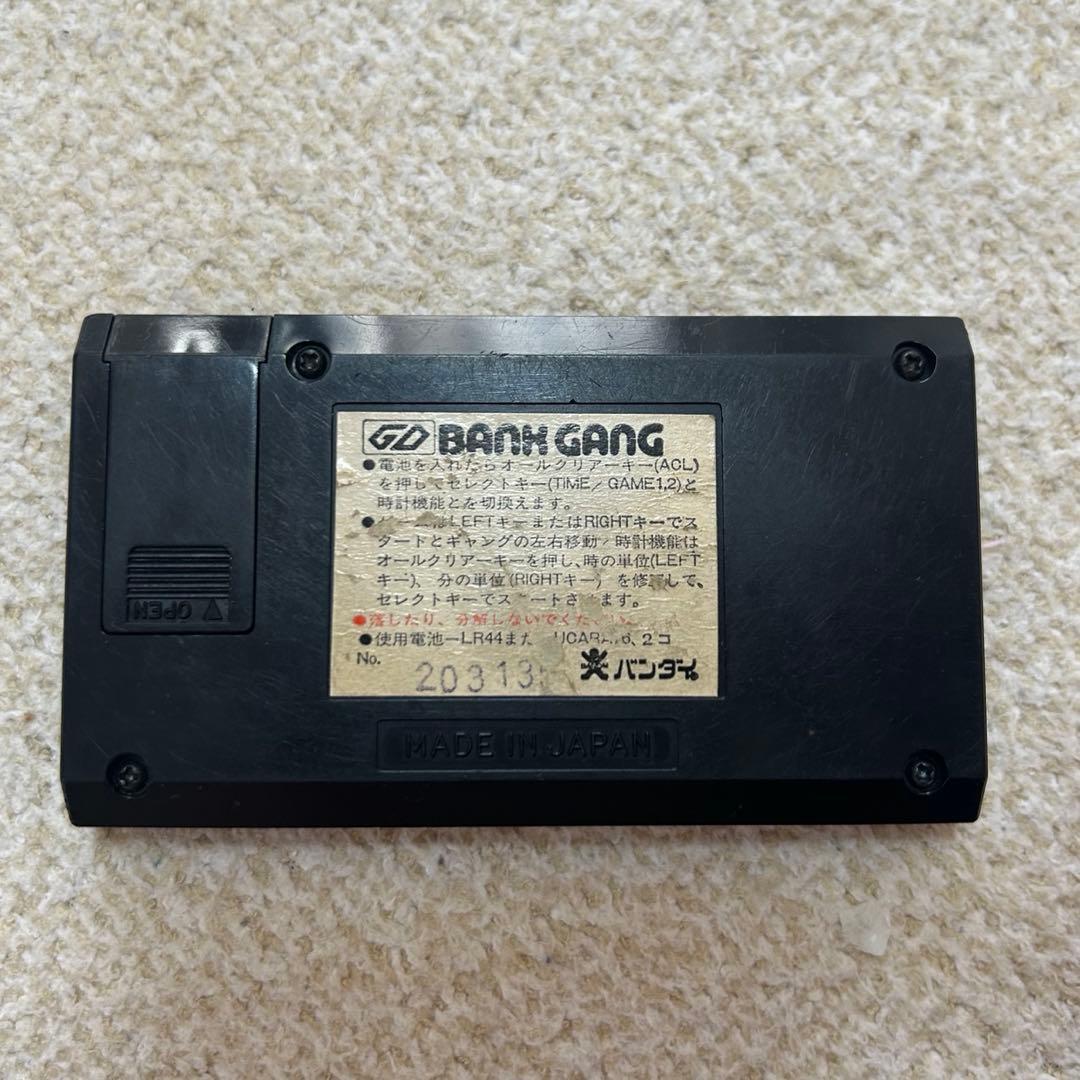 GD BANK GANG
●電池を入れたらオールクリアーキー(ACL)
を押してセレクトキー(TIME/GAME1,2)と
時計機能とを切換えます。
● LEFTキーまたはRIGHTキーでス
タートとギャングの左右移動/時計機能は
オールクリアーキーを押し、時の単位(LEFT
キー)、分の単位(RIGHTキー)を修 して、
セレクトキーでス ートさ ます。
●落したり、分解しないでくだ い。
●使用電池—LR44また 2コ
No. 20313
バンダイ
OPEN
MADE IN JAPAN